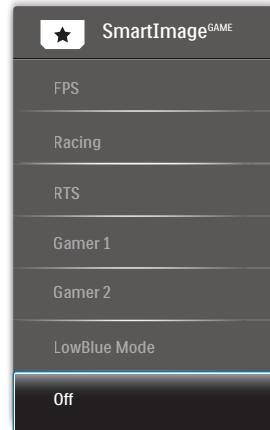 SmartImageGAME
FPS
Racing
RTS
Gamer 1
Gamer 2
LowBlue Mode
Off